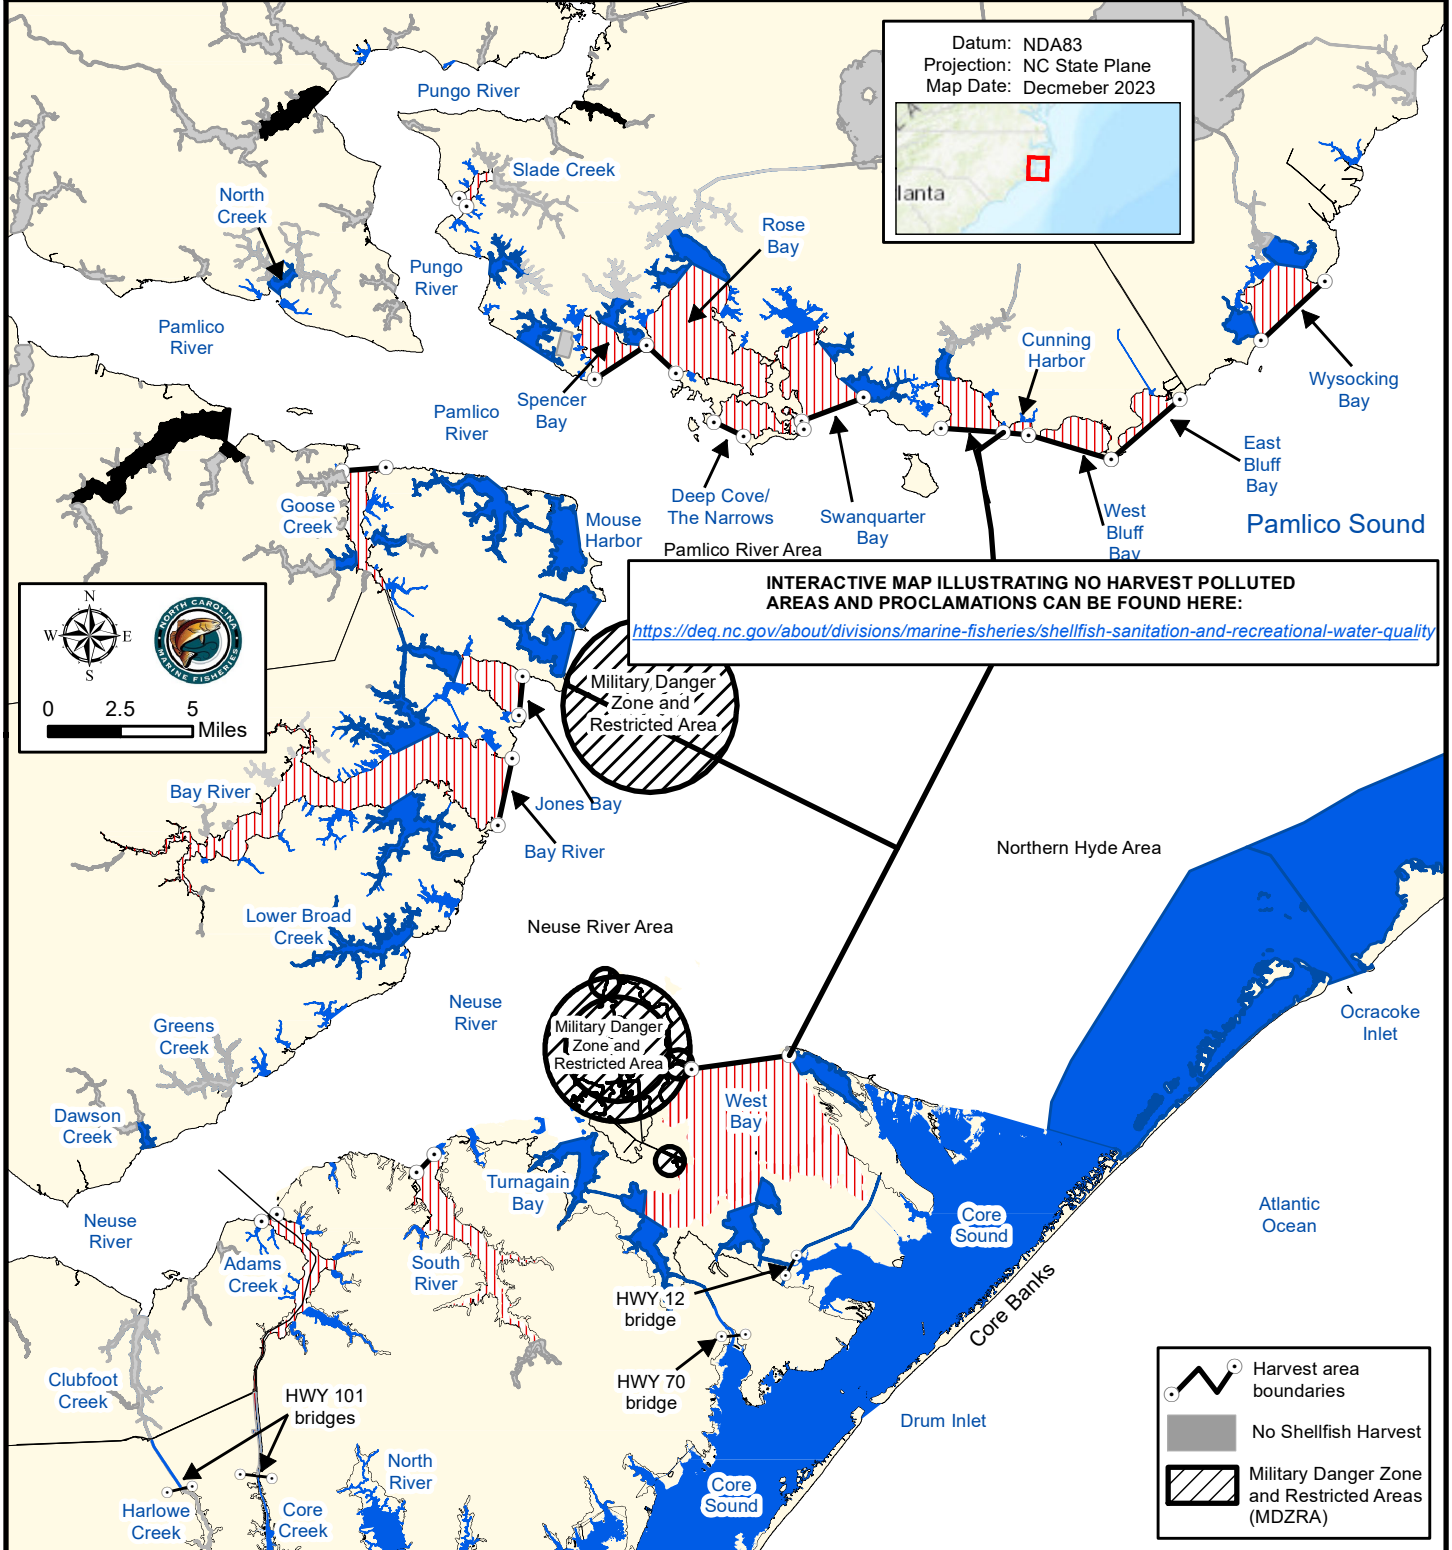 Datum: NDA83
Projection: NC State Plane
Map Date: Decmeber 2023
lanta
Pungo River
Slade Creek
North
Creek
Rose
Bay
Pungo
River
Pamlico
River
Cunning
Harbor
Spencer
Bay
Wysocking
Bay
Pamlico
River
East
Bluff
Bay
Deep Cove/
The Narrows
Swanquarter
Bay
West
Bluff
Bay
Goose
Creek
Mouse
Harbor
Pamlico Sound
Pamlico River Area
INTERACTIVE MAP ILLUSTRATING NO HARVEST POLLUTED
AREAS AND PROCLAMATIONS CAN BE FOUND HERE:
https://deq.nc.gov/about/divisions/marine-fisheries/shellfish-sanitation-and-recreational-water-quality
N
W E
S
NORTH CAROLINA
MARINE FISHERIES
0 2.5 5
Miles
Military Danger
Zone and
Restricted Area
Bay River
Jones Bay
Bay River
Northern Hyde Area
Lower Broad
Creek
Neuse River Area
Neuse
River
Greens
Creek
Military Danger
Zone and
Restricted Area
Ocracoke
Inlet
West
Bay
Dawson
Creek
Turnagain
Bay
Neuse
River
Core
Sound
Atlantic
Ocean
Adams
Creek
South
River
HWY 12
bridge
Core Banks
Clubfoot
Creek
HWY 101
bridges
HWY 70
bridge
Drum Inlet
North
River
Harlowe
Creek
Core
Creek
Core
Sound
Harvest area
boundaries
No Shellfish Harvest
Military Danger Zone
and Restricted Areas
(MDZRA)